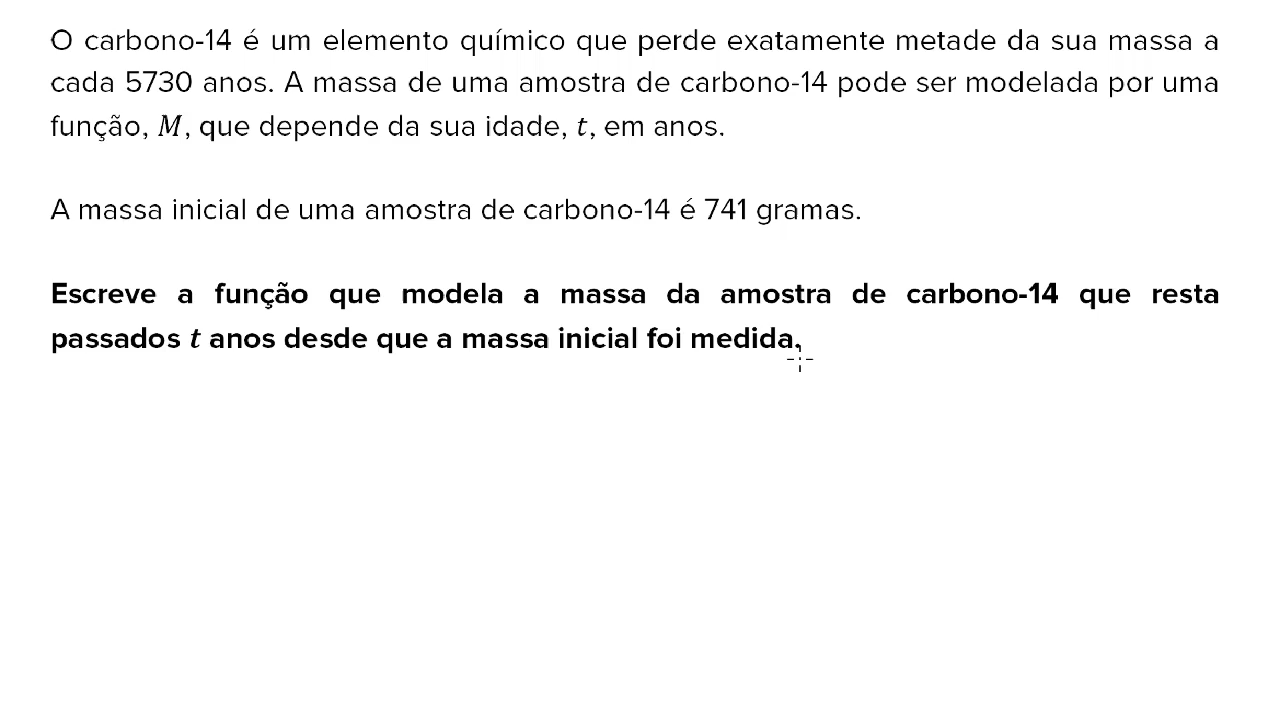 O carbono-14 é um elemento químico que perde exatamente metade da sua massa a
cada 5730 anos. A massa de uma amostra de carbono-14 pode ser modelada por uma
função, M, que depende da sua idade, t, em anos.
A massa inicial de uma amostra de carbono-14 é 741 gramas.
Escreve a função que modela a massa da amostra de carbono-14 que resta
passados t anos desde que a massa inicial foi medida.